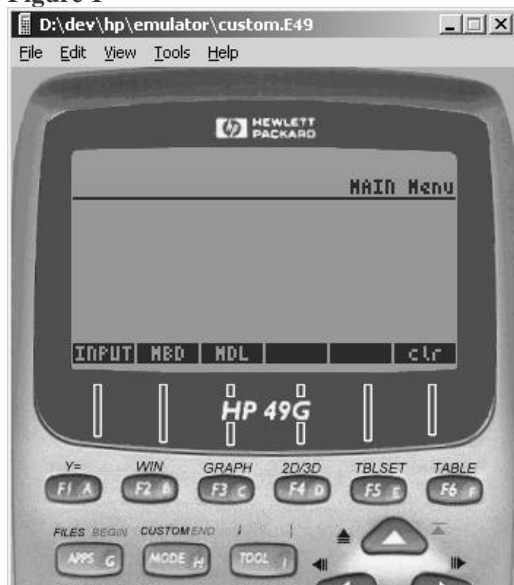 Figure 1
D:\dev\hp\emulator\custom.E49
File Edit View Tools Help
hp HEWLETT
PACKARD
MAIN Menu
INPUT MBD MDL clr
HP 49G
Y= WIN GRAPH 2D/3D TBLSET TABLE
F1 A F2 B F3 C F4 D F5 E F6 F
FILES BEGIN CUSTOM END i |
APPS G MODE H TOOL I